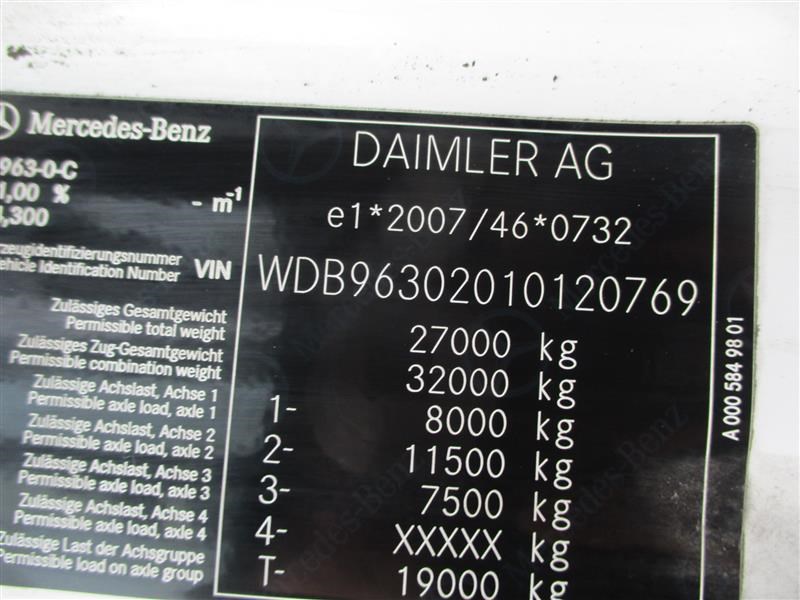 Mercedes-Benz
DAIMLER AG
963-0-C
1,00 %
- m-1
4,300
e1*2007/46*0732
rzeugidentifizierungsnummer
ehicle Identification Number VIN
WDB96302010120769
Zulässiges Gesamtgewicht
Permissible total weight
27000 kg
Zulässiges Zug-Gesamtgewicht
Permissible combination weight
32000 kg
Zulässige Achslast, Achse 1
Permissible axle load, axle 1
1- 8000 kg
Zulässige Achslast, Achse 2
Permissible axle load, axle 2
2- 11500 kg
Zulässige Achslast, Achse 3
Permissible axle load, axle 3
3- 7500 kg
Zulässige Achslast, Achse 4
Permissible axle load, axle 4
4- XXXXX kg
Zulässige Last der Achsgruppe
Permissible load on axle group
T- 19000 kg
A 000 584 98 01